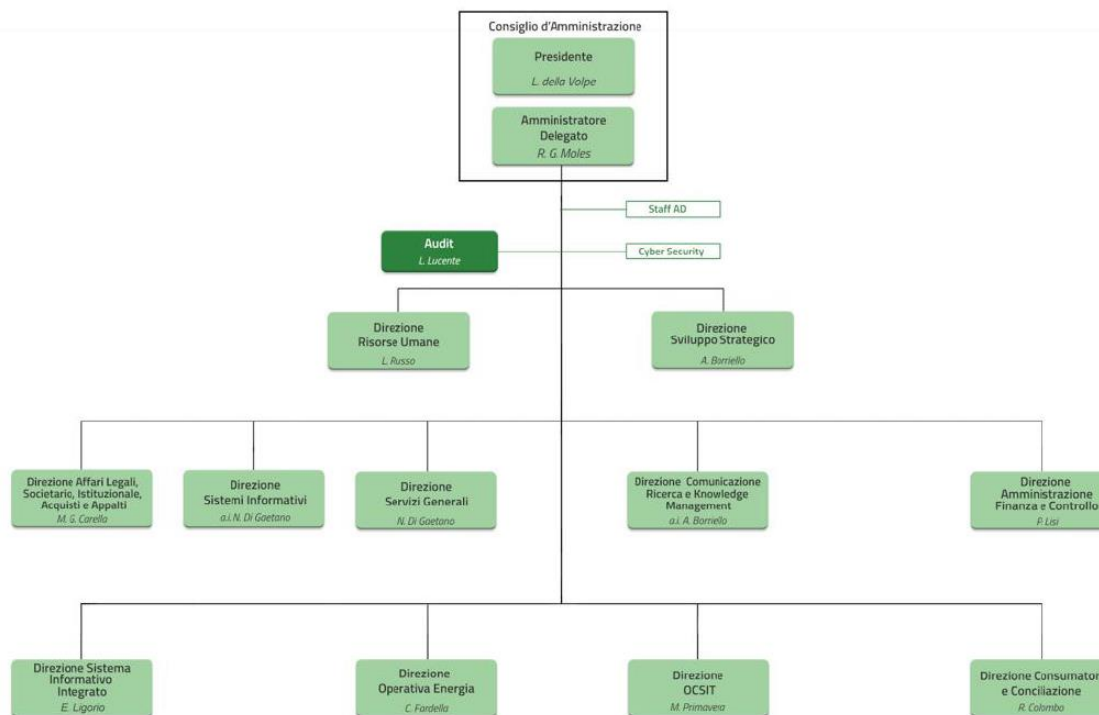 Consiglio d'Amministrazione
Presidente
L. della Volpe
Amministratore
Delegato
R. G. Moles
Staff AD
Audit
L. Lucente
Cyber Security
Direzione
Risorse Umane
L. Russo
Direzione
Sviluppo Strategico
A. Borriello
Direzione Affari Legali,
Societario, Istituzionale,
Acquisti e Appalti
M. G. Carella
Direzione
Sistemi Informativi
a.i. N. Di Gaetano
Direzione
Servizi Generali
N. Di Gaetano
Direzione Comunicazione
Ricerca e Knowledge
Management
a.i. A. Borriello
Direzione
Amministrazione
Finanza e Controllo
P. Lisi
Direzione Sistema
Informativo
Integrato
E. Ligorio
Direzione
Operativa Energia
C. Fardella
Direzione
OCSIT
M. Primavera
Direzione Consumator
e Conciliazione
R. Colombo